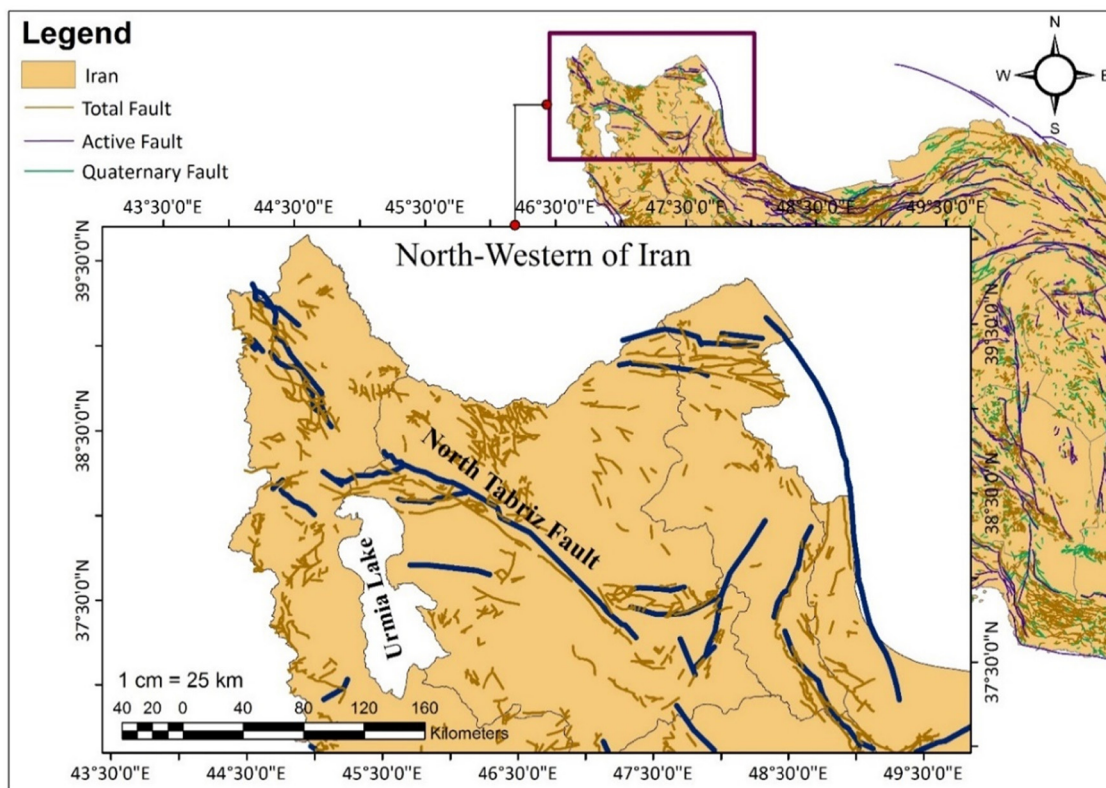 Legend
Iran
Total Fault
Active Fault
Quaternary Fault
N
W
E
S
43°30'0"E 44°30'0"E 45°30'0"E 46°30'0"E 47°30'0"E 48°30'0"E 49°30'0"E
North-Western of Iran
39°30'0"N
38°30'0"N
37°30'0"N
39°30'0"N
38°30'0"N
37°30'0"N
North Tabriz Fault
Urmia Lake
1 cm = 25 km
40 20 0 40 80 120 160
Kilometers
43°30'0"E 44°30'0"E 45°30'0"E 46°30'0"E 47°30'0"E 48°30'0"E 49°30'0"E